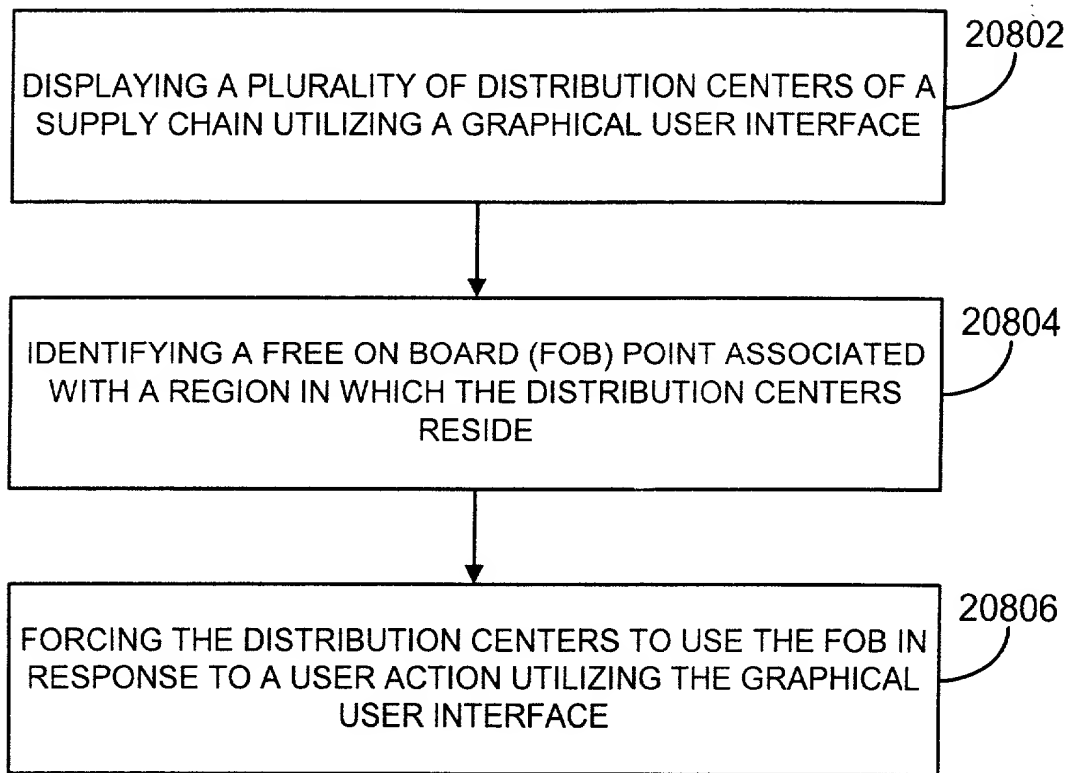 20802
DISPLAYING A PLURALITY OF DISTRIBUTION CENTERS OF A
SUPPLY CHAIN UTILIZING A GRAPHICAL USER INTERFACE
20804
IDENTIFYING A FREE ON BOARD (FOB) POINT ASSOCIATED
WITH A REGION IN WHICH THE DISTRIBUTION CENTERS
RESIDE
20806
FORCING THE DISTRIBUTION CENTERS TO USE THE FOB IN
RESPONSE TO A USER ACTION UTILIZING THE GRAPHICAL
USER INTERFACE